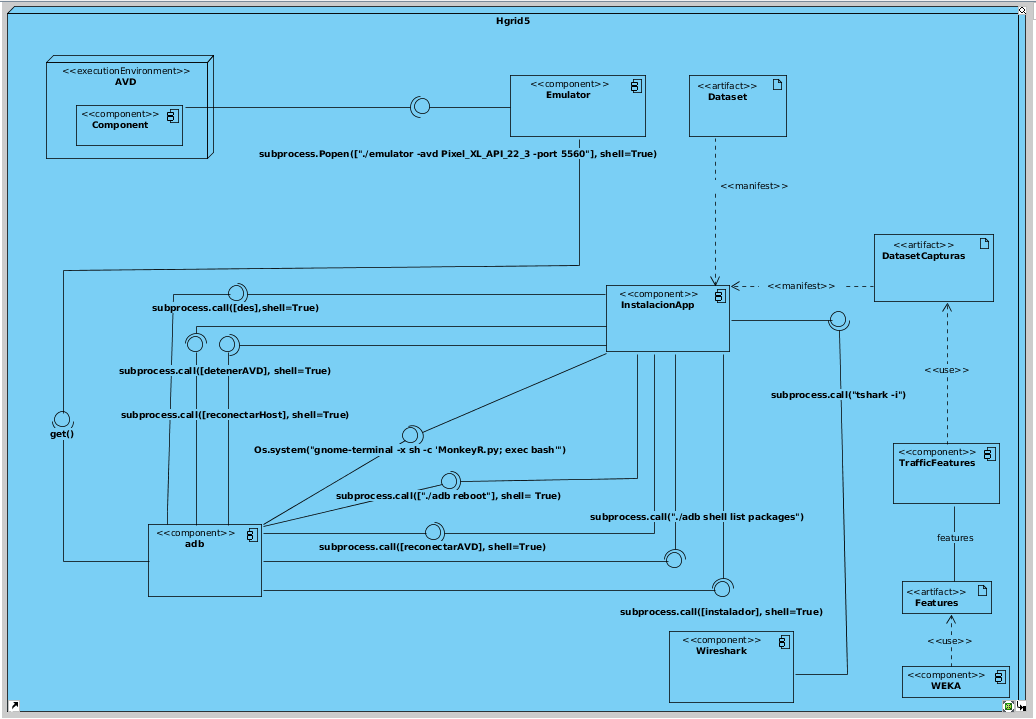 Hgrid5
<<executionEnvironment>>
AVD
<<component>>
Component
<<component>>
Emulator
<<artifact>>
Dataset
subprocess.Popen(["./emulator -avd Pixel_XL_API_22_3 -port 5560"], shell=True)
<<manifest>>
<<artifact>>
DatasetCapturas
<<manifest>>
<<component>>
InstalacionApp
subprocess.call([des],shell=True)
subprocess.call([detenerAVD], shell=True)
<<use>>
subprocess.call("tshark -i")
subprocess.call([reconectarHost], shell=True)
get()
Os.system("gnome-terminal -x sh -c 'MonkeyR.py; exec bash'")
<<component>>
TrafficFeatures
subprocess.call(["./adb reboot"], shell= True)
subprocess.call("./adb shell list packages")
<<component>>
adb
subprocess.call([reconectarAVD], shell=True)
features
<<artifact>>
Features
subprocess.call([instalador], shell=True)
<<component>>
Wireshark
<<use>>
<<component>>
WEKA